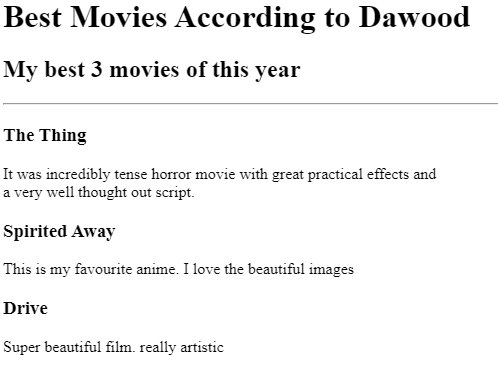 Best Movies According to Dawood
My best 3 movies of this year
The Thing
It was incredibly tense horror movie with great practical effects and
a very well thought out script.
Spirited Away
This is my favourite anime. I love the beautiful images
Drive
Super beautiful film. really artistic